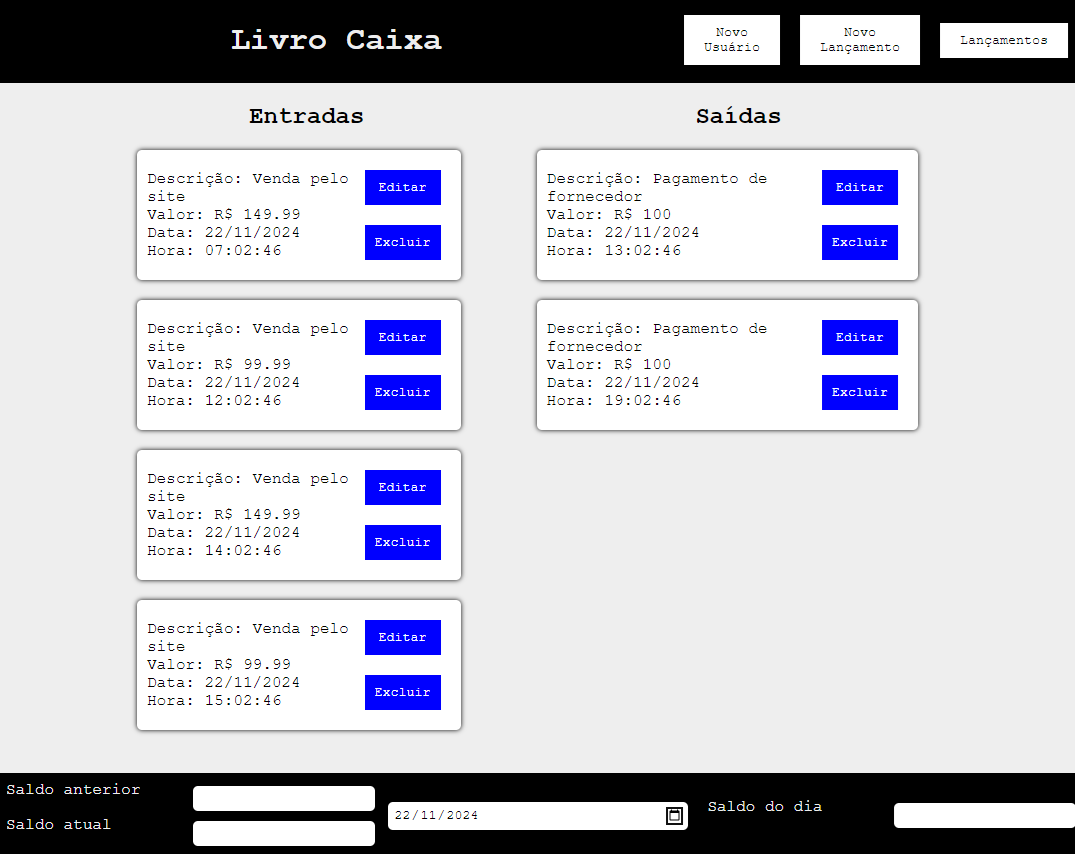 Livro Caixa
Novo
Usuário
Novo
Lançamento
Lançamentos
Entradas
Descrição: Venda pelo
site
Valor: R$ 149.99
Data: 22/11/2024
Hora: 07:02:46
Editar
Excluir
Descrição: Venda pelo
site
Valor: R$ 99.99
Data: 22/11/2024
Hora: 12:02:46
Editar
Excluir
Descrição: Venda pelo
site
Valor: R$ 149.99
Data: 22/11/2024
Hora: 14:02:46
Editar
Excluir
Descrição: Venda pelo
site
Valor: R$ 99.99
Data: 22/11/2024
Hora: 15:02:46
Editar
Excluir
Saídas
Descrição: Pagamento de
fornecedor
Valor: R$ 100
Data: 22/11/2024
Hora: 13:02:46
Editar
Excluir
Descrição: Pagamento de
fornecedor
Valor: R$ 100
Data: 22/11/2024
Hora: 19:02:46
Editar
Excluir
Saldo anterior
Saldo atual
22/11/2024
Saldo do dia